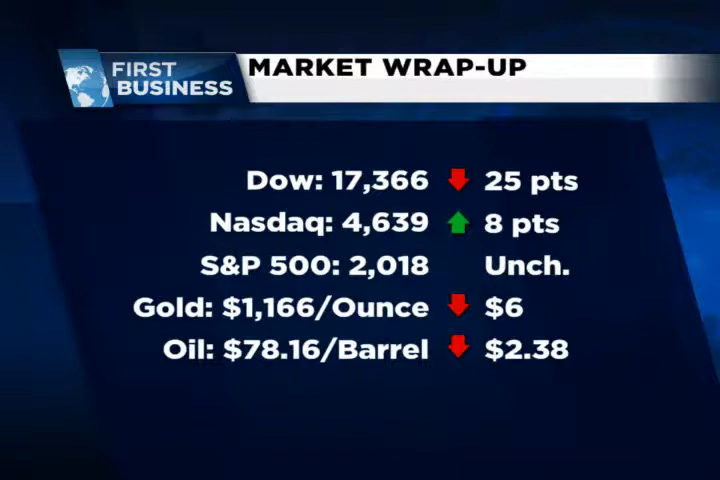 FIRST
BUSINESS
MARKET WRAP-UP
Dow: 17,366 25 pts
Nasdaq: 4,639 8 pts
S&P 500: 2,018 Unch.
Gold: $1,166/Ounce $6
Oil: $78.16/Barrel $2.38